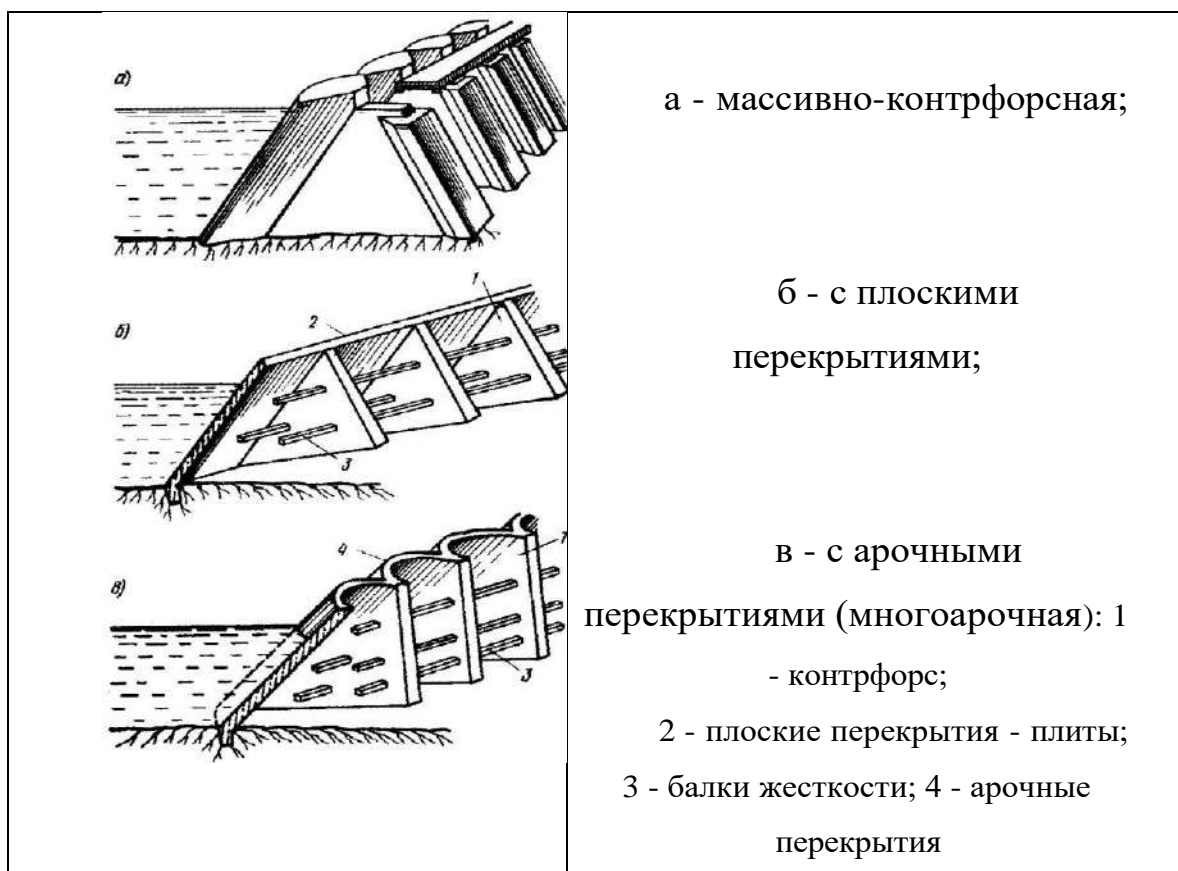 а)
а - массивно-контрфорсная;
1
2
б)
3
б - с плоскими
перекрытиями;
4
1
в)
3
в - с арочными
перекрытиями (многоарочная): 1
- контрфорс;
2 - плоские перекрытия - плиты;
3 - балки жесткости; 4 - арочные
перекрытия